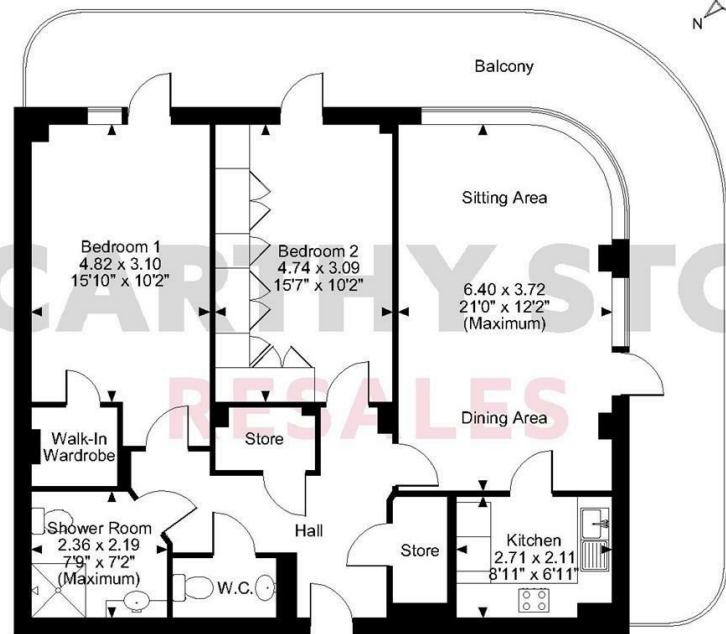 N
Balcony
Sitting Area
Bedroom 1
4.82 x 3.10
15'10" x 10'2"
Bedroom 2
4.74 x 3.09
15'7" x 10'2"
6.40 x 3.72
21'0" x 12'2"
(Maximum)
CARTHY STO
RESALES
Dining Area
Walk-In
Wardrobe
Store
Shower Room
2.36 x 2.19
7'9" x 7'2"
(Maximum)
Hall
Store
Kitchen
2.71 x 2.11
8'11" x 6'11"
W.C.